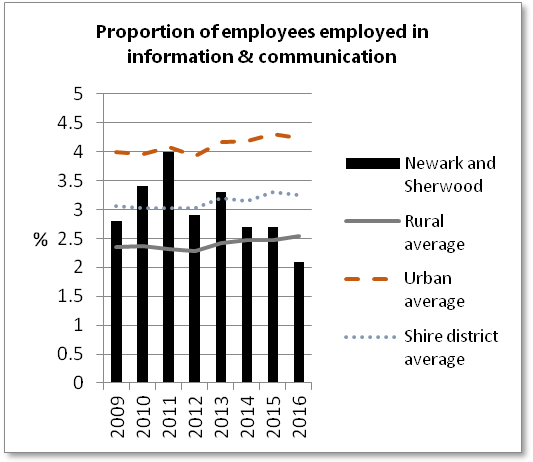 Proportion of employees employed in
information & communication
5
4.5
4
3.5
3
2.5
2
1.5
1
0.5
0
%
2009
2010
2011
2012
2013
2014
2015
2016
Newark and
Sherwood
Rural
average
Urban
average
Shire district
average